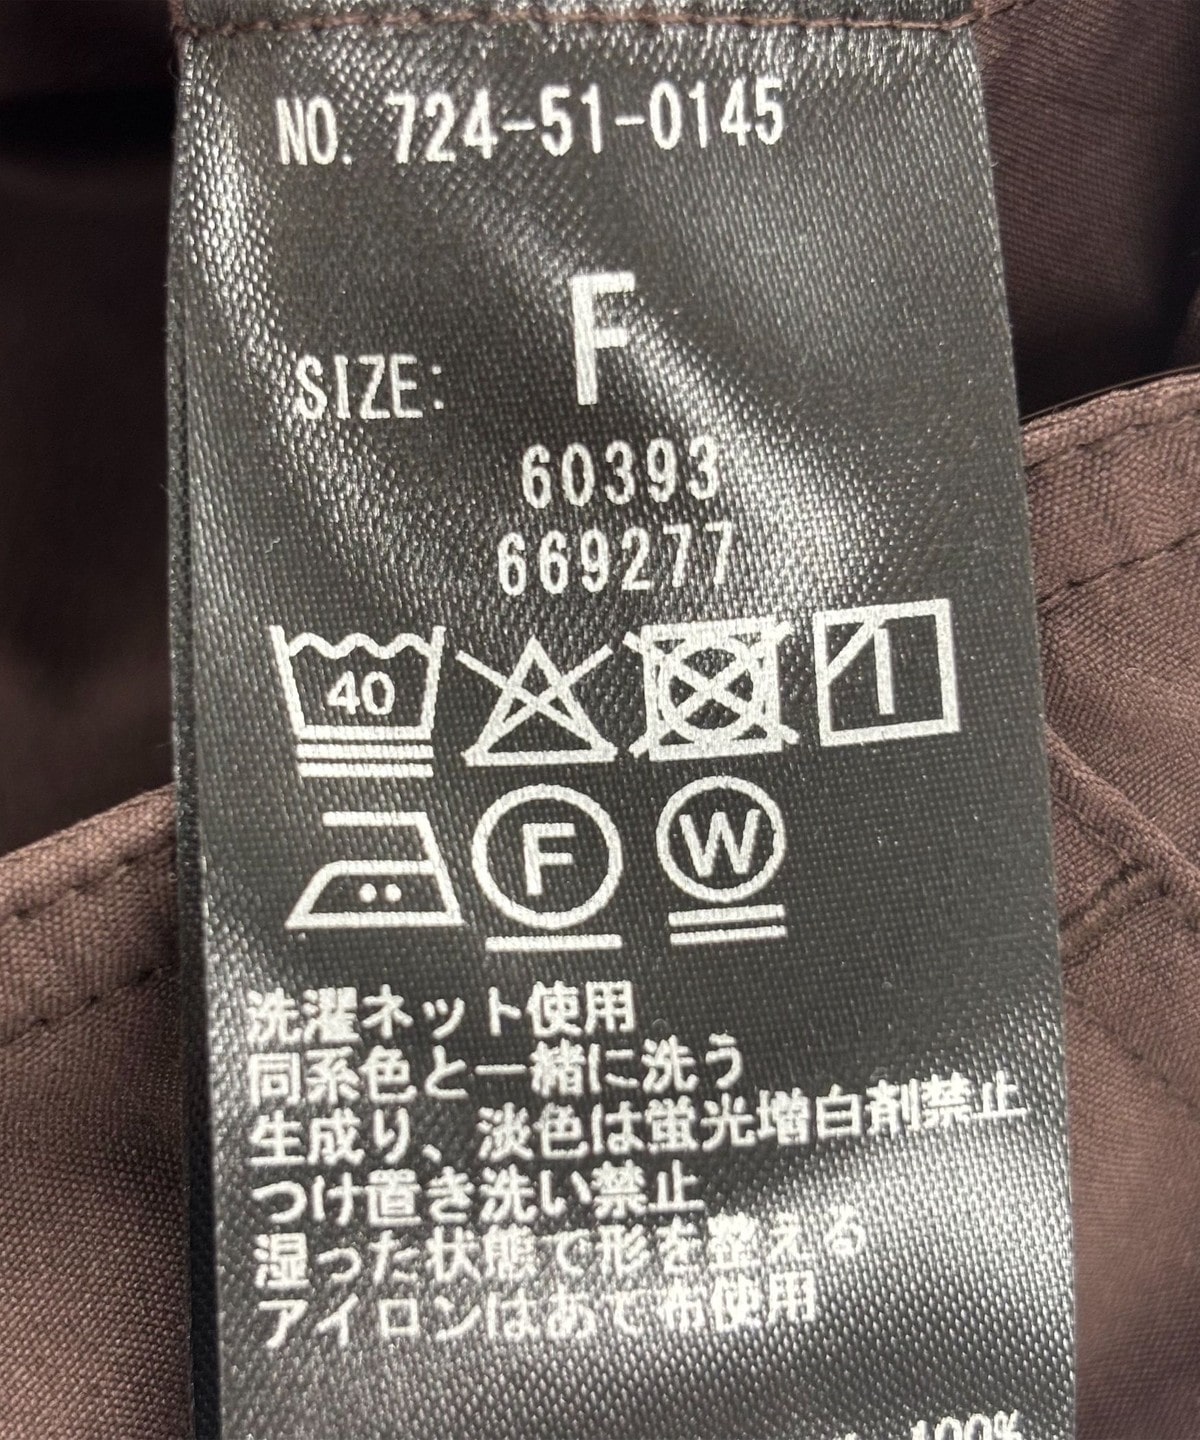 NO. 724-51-0145
SIZE: F
60393
669277
40
F W
洗濯ネット使用
同系色と一緒に洗う
生成り、淡色は蛍光増白剤禁止
つけ置き洗い禁止
湿った状態で形を整える
アイロンはあて布使用
100%